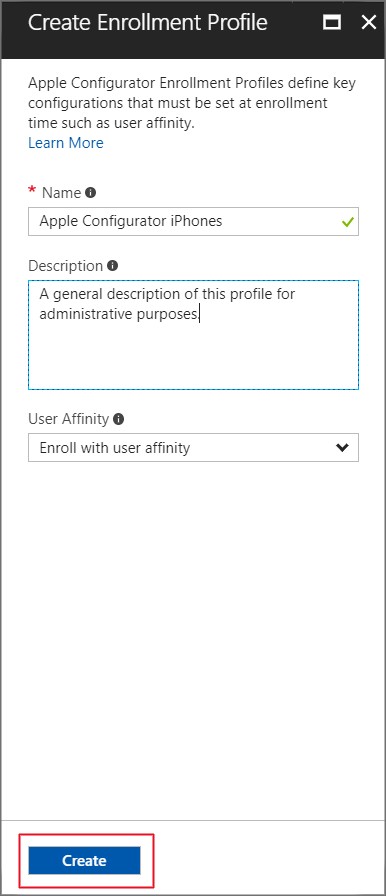 Create Enrollment Profile
Apple Configurator Enrollment Profiles define key
configurations that must be set at enrollment
time such as user affinity.
Learn More
* Name
Apple Configurator iPhones
Description
A general description of this profile for
administrative purposes
User Affinity
Enroll with user affinity
Create